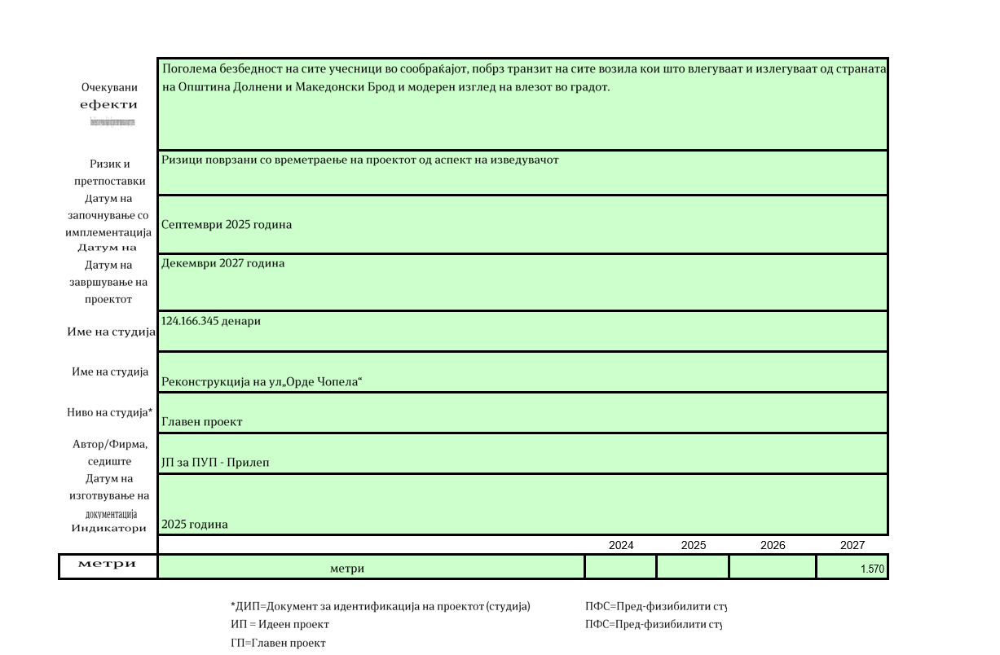 Поголема безбедност на сите учесници во сообраќајот, побрз транзит на сите возила кои што влегуваат и излегуваат од страната
на Општина Долнени и Македонски Брод и модерен изглед на влезот во градот.
Очекувани
ефекти
Ризици поврзани со времетраење на проектот од аспект на изведувачот
Ризик и
претпоставки
Датум на
започнување со
имплементација
Септември 2025 година
Датум на
Датум на
завршување на
проектот
Декември 2027 година
124.166.345 денари
Име на студија
Име на студија
Реконструкција на ул„Орде Чопела“
Ниво на студија*
Главен проект
Автор/Фирма,
седиште
ЈП за ПУП - Прилеп
Датум на
изготвување на
документација
Индикатори
2025 година
2024 2025 2026 2027
метри метри 1.570
*ДИП=Документ за идентификација на проектот (студија) ПФС=Пред-физибилити сту
ИП = Идеен проект ПФС=Пред-физибилити сту
ГП=Главен проект